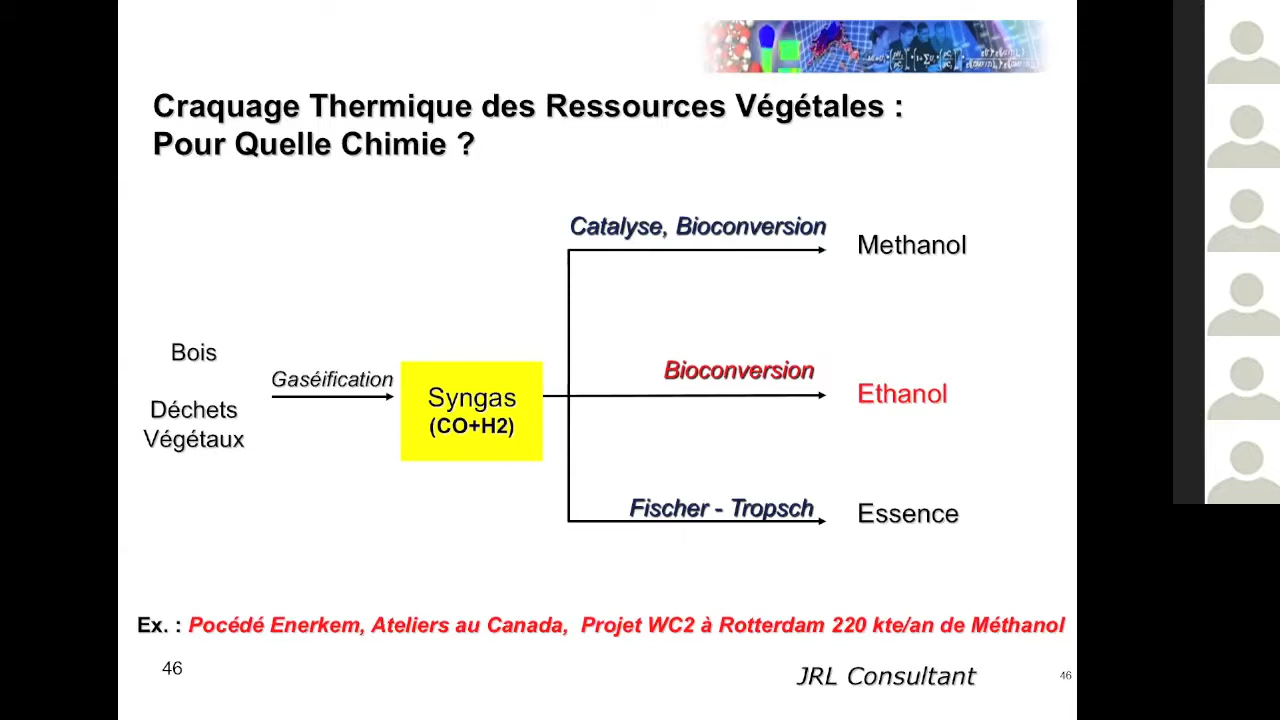 Craquage Thermique des Ressources Végétales :
Pour Quelle Chimie ?
Catalyse, Bioconversion
Methanol
Bois
Déchets
Végétaux
Gaséification
Syngas
(CO+H2)
Bioconversion
Ethanol
Fischer - Tropsch
Essence
Ex. : Pocédé Enerkem, Ateliers au Canada, Projet WC2 à Rotterdam 220 kte/an de Méthanol
46
JRL Consultant
46